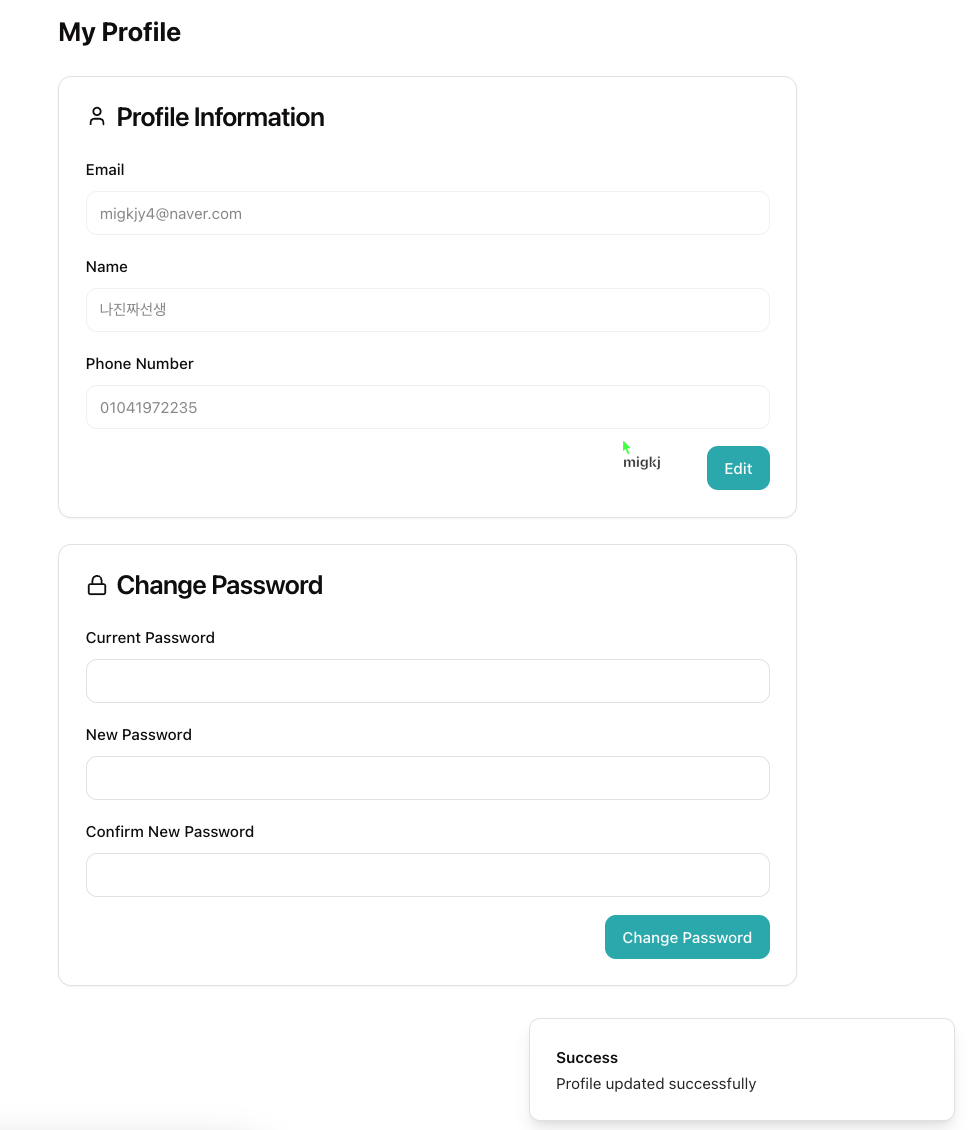 My Profile
Profile Information
Email
migkjy4@naver.com
Name
나진짜선생
Phone Number
01041972235
migkj
Edit
Change Password
Current Password
New Password
Confirm New Password
Change Password
Success
Profile updated successfully